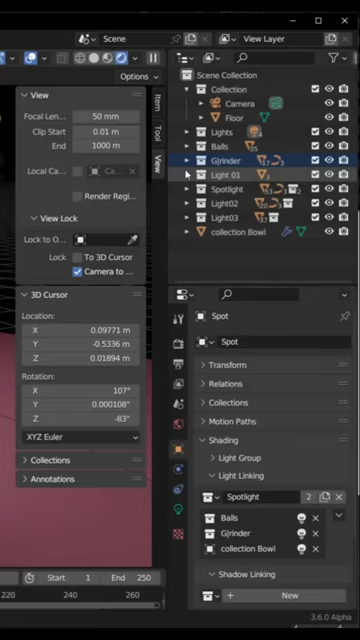 Scene
View Layer
Options
View
Focal Len... 50 mm
Clip Start 0.01 m
End 1000 m
Local Ca... Ca...
Render Regi...
View Lock
Lock to O...
Lock To 3D Cursor
Camera to ...
3D Cursor
Location:
X 0.09771 m
Y -0.5336 m
Z 0.01894 m
Rotation:
X 107°
Y 0.000108°
Z -83°
XYZ Euler
Collections
Annotations
Item
Tool
View
Start 1 End 250
220 240
Scene Collection
Collection
Camera
Floor
Lights
Balls
G|rinder
Light 01
Spotlight
Light02
Light03
collection Bowl
Spot
Spot
Transform
Relations
Collections
Motion Paths
Shading
Light Group
Light Linking
Spotlight 2
Balls
G|rinder
collection Bowl
Shadow Linking
New
3.6.0 Alpha